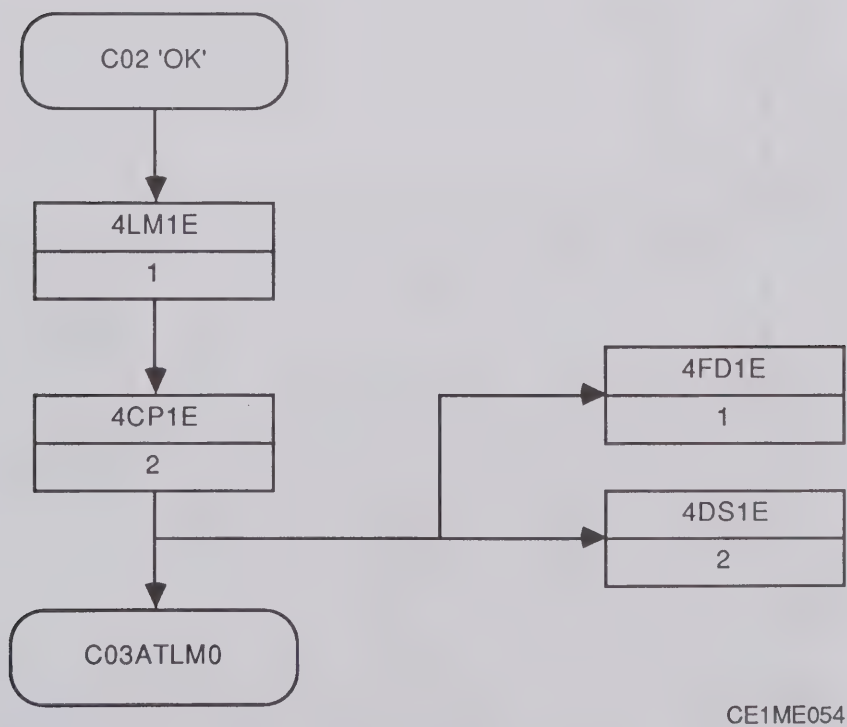 C02 'OK'
4LM1E
1
4CP1E
2
4FD1E
1
4DS1E
2
C03ATLM0
CE1ME054